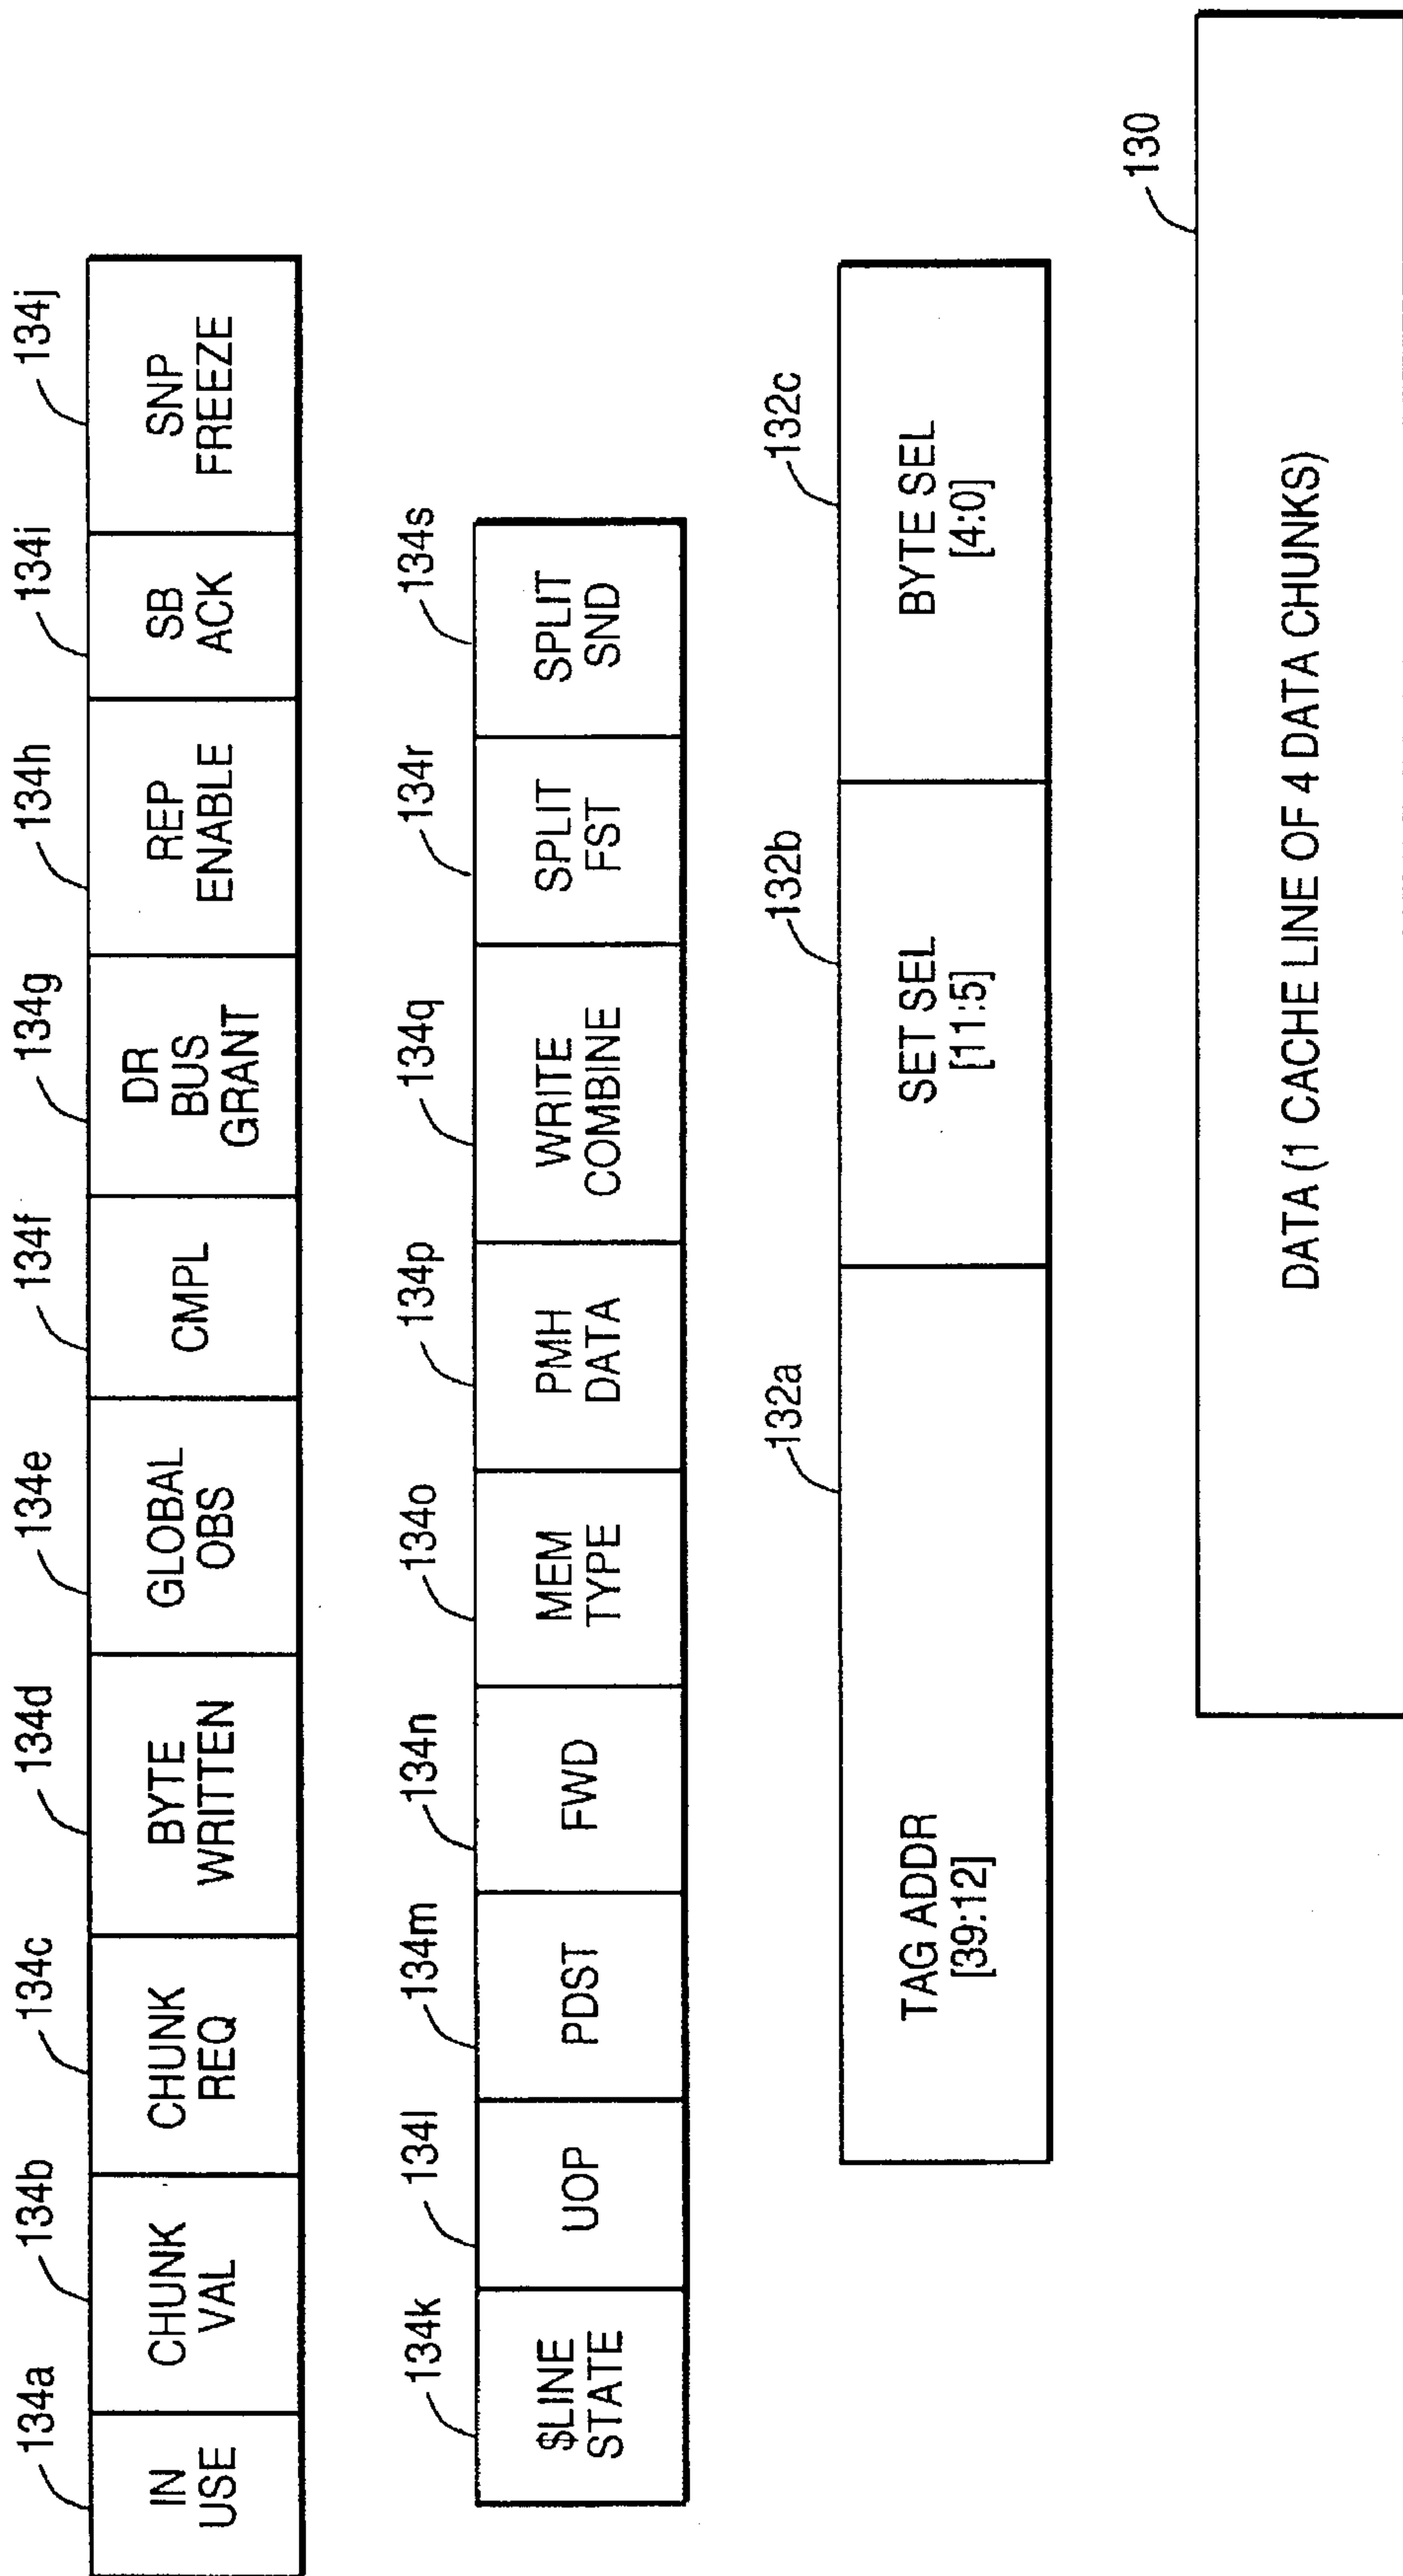 134a
134b
134c
134d
134e
134f
134g
134h
134i
134j
IN
USE
CHUNK
VAL
CHUNK
REQ
BYTE
WRITTEN
GLOBAL
OBS
CMPL
DR
BUS
GRANT
REP
ENABLE
SB
ACK
SNP
FREEZE
134k
134l
134m
134n
134o
134p
134q
134r
134s
$LINE
STATE
UOP
PDST
FWD
MEM
TYPE
PMH
DATA
WRITE
COMBINE
SPLIT
FST
SPLIT
SND
132a
132b
132c
TAG ADDR
[39:12]
SET SEL
[11:5]
BYTE SEL
[4:0]
130
DATA (1 CACHE LINE OF 4 DATA CHUNKS)